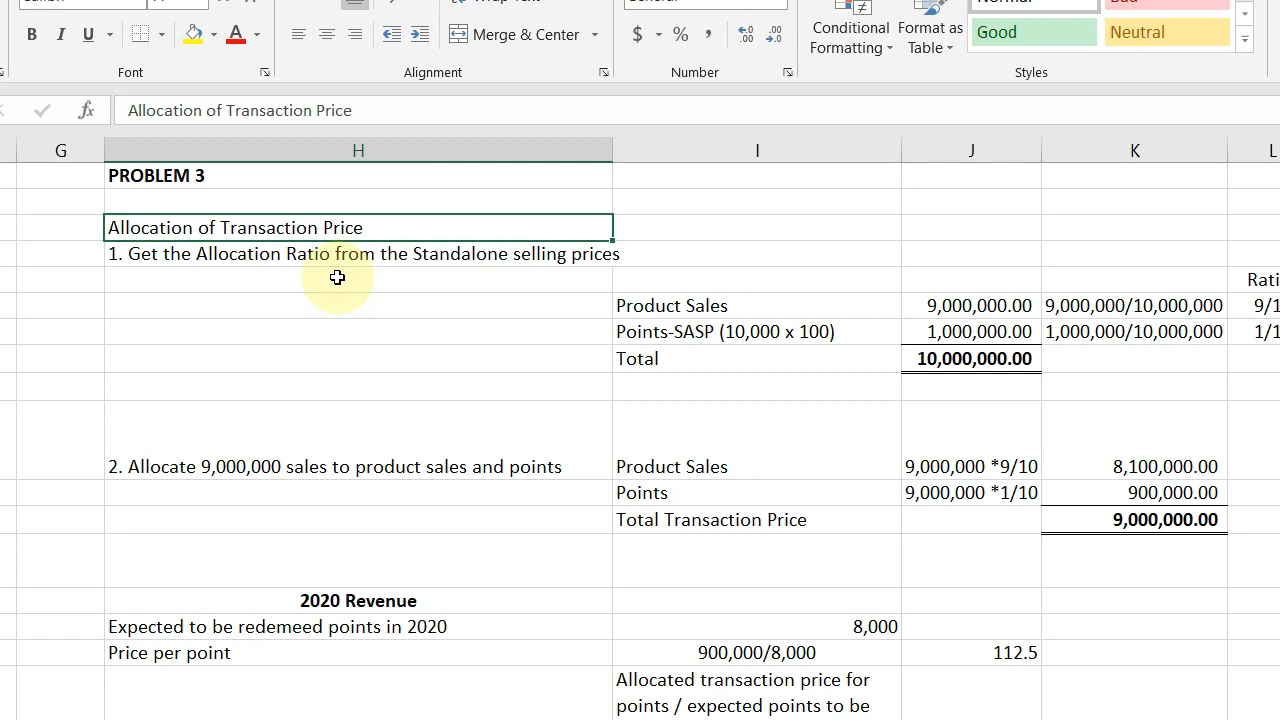 Conditional Format as
Formatting Table
Good Neutral
B I U Merge & Center $ % ,
Font Alignment Number Styles
fx Allocation of Transaction Price
G H I J K L
PROBLEM 3
Allocation of Transaction Price
1. Get the Allocation Ratio from the Standalone selling prices
Product Sales 9,000,000.00 9,000,000/10,000,000
Points-SASP (10,000 x 100) 1,000,000.00 1,000,000/10,000,000
Total 10,000,000.00
2. Allocate 9,000,000 sales to product sales and points Product Sales 9,000,000 *9/10 8,100,000.00
Points 9,000,000 *1/10 900,000.00
Total Transaction Price 9,000,000.00
2020 Revenue
Expected to be redemeed points in 2020 8,000
Price per point 900,000/8,000 112.5
Allocated transaction price for
points / expected points to be